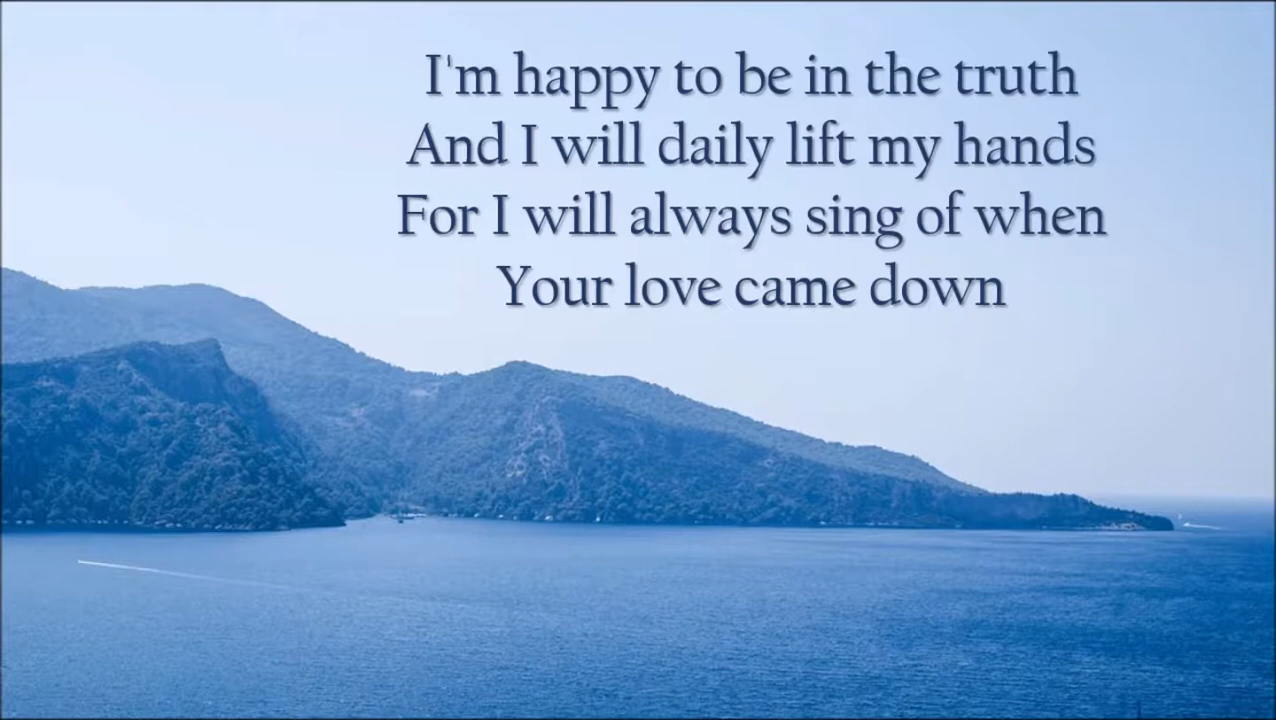 I'm happy to be in the truth
And I will daily lift my hands
For I will always sing of when
Your love came down